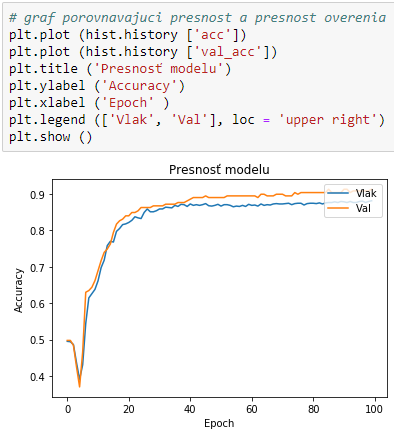 # graf porovnavajuci presnost a presnost overenia
plt.plot (hist.history ['acc'])
plt.plot (hist.history ['val_acc'])
plt.title ('Presnosť modelu')
plt.ylabel ('Accuracy')
plt.xlabel ('Epoch' )
plt.legend (['Vlak', 'Val'], loc = 'upper right')
plt.show ()
Presnosť modelu
Vlak
Val
Accuracy
0.9
0.8
0.7
0.6
0.5
0.4
0 20 40 60 80 100
Epoch